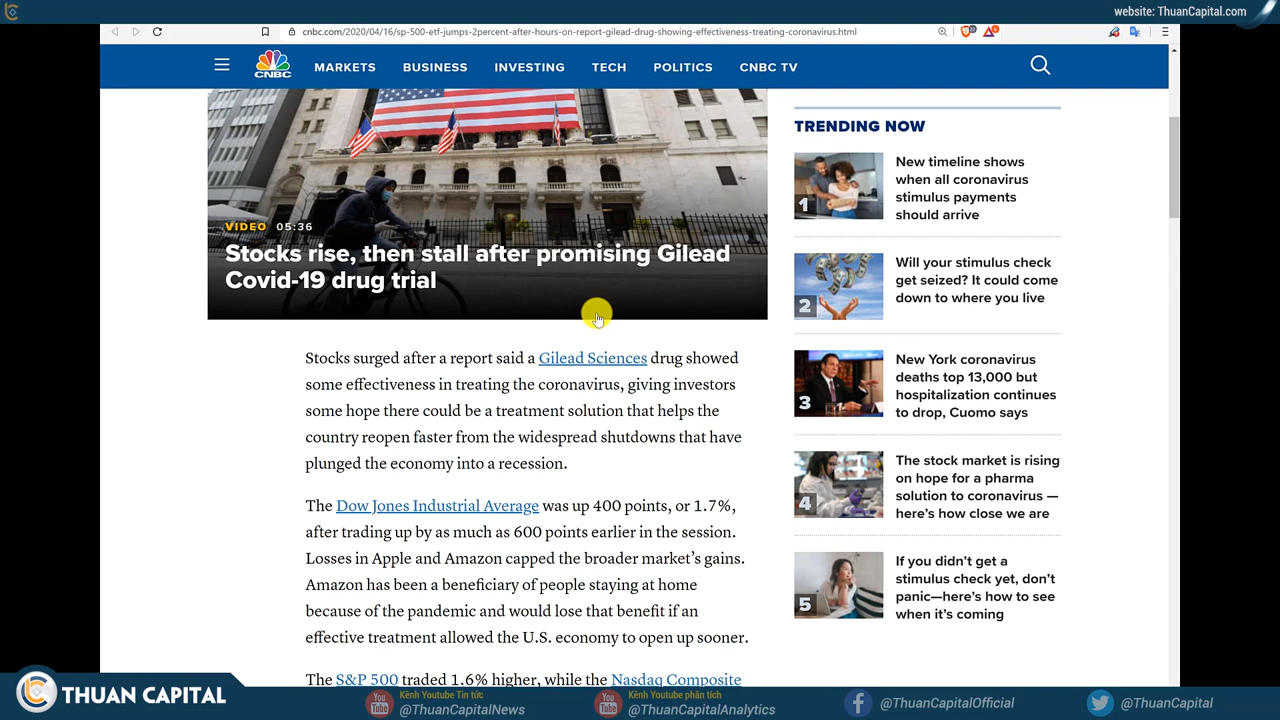 website: ThuanCapital.com
cnbc.com/2020/04/16/sp-500-etf-jumps-2percent-after-hours-on-report-gilead-drug-showing-effectiveness-treating-coronavirus.html
CNBC
MARKETS BUSINESS INVESTING TECH POLITICS CNBC TV
VIDEO 05:36
Stocks rise, then stall after promising Gilead
Covid-19 drug trial
Stocks surged after a report said a Gilead Sciences drug showed
some effectiveness in treating the coronavirus, giving investors
some hope there could be a treatment solution that helps the
country reopen faster from the widespread shutdowns that have
plunged the economy into a recession.
The Dow Jones Industrial Average was up 400 points, or 1.7%,
after trading up by as much as 600 points earlier in the session.
Losses in Apple and Amazon capped the broader market’s gains.
Amazon has been a beneficiary of people staying at home
because of the pandemic and would lose that benefit if an
effective treatment allowed the U.S. economy to open up sooner.
The S&P 500 traded 1.6% higher, while the Nasdaq Composite
TRENDING NOW
1
New timeline shows
when all coronavirus
stimulus payments
should arrive
2
Will your stimulus check
get seized? It could come
down to where you live
3
New York coronavirus
deaths top 13,000 but
hospitalization continues
to drop, Cuomo says
4
The stock market is rising
on hope for a pharma
solution to coronavirus —
here’s how close we are
5
If you didn’t get a
stimulus check yet, don’t
panic—here’s how to see
when it’s coming
THUAN CAPITAL
Kênh Youtube Tin tức:
@ThuanCapitalNews
Kênh Youtube phân tích
@ThuanCapitalAnalytics
@ThuanCapitalOfficial
@ThuanCapital